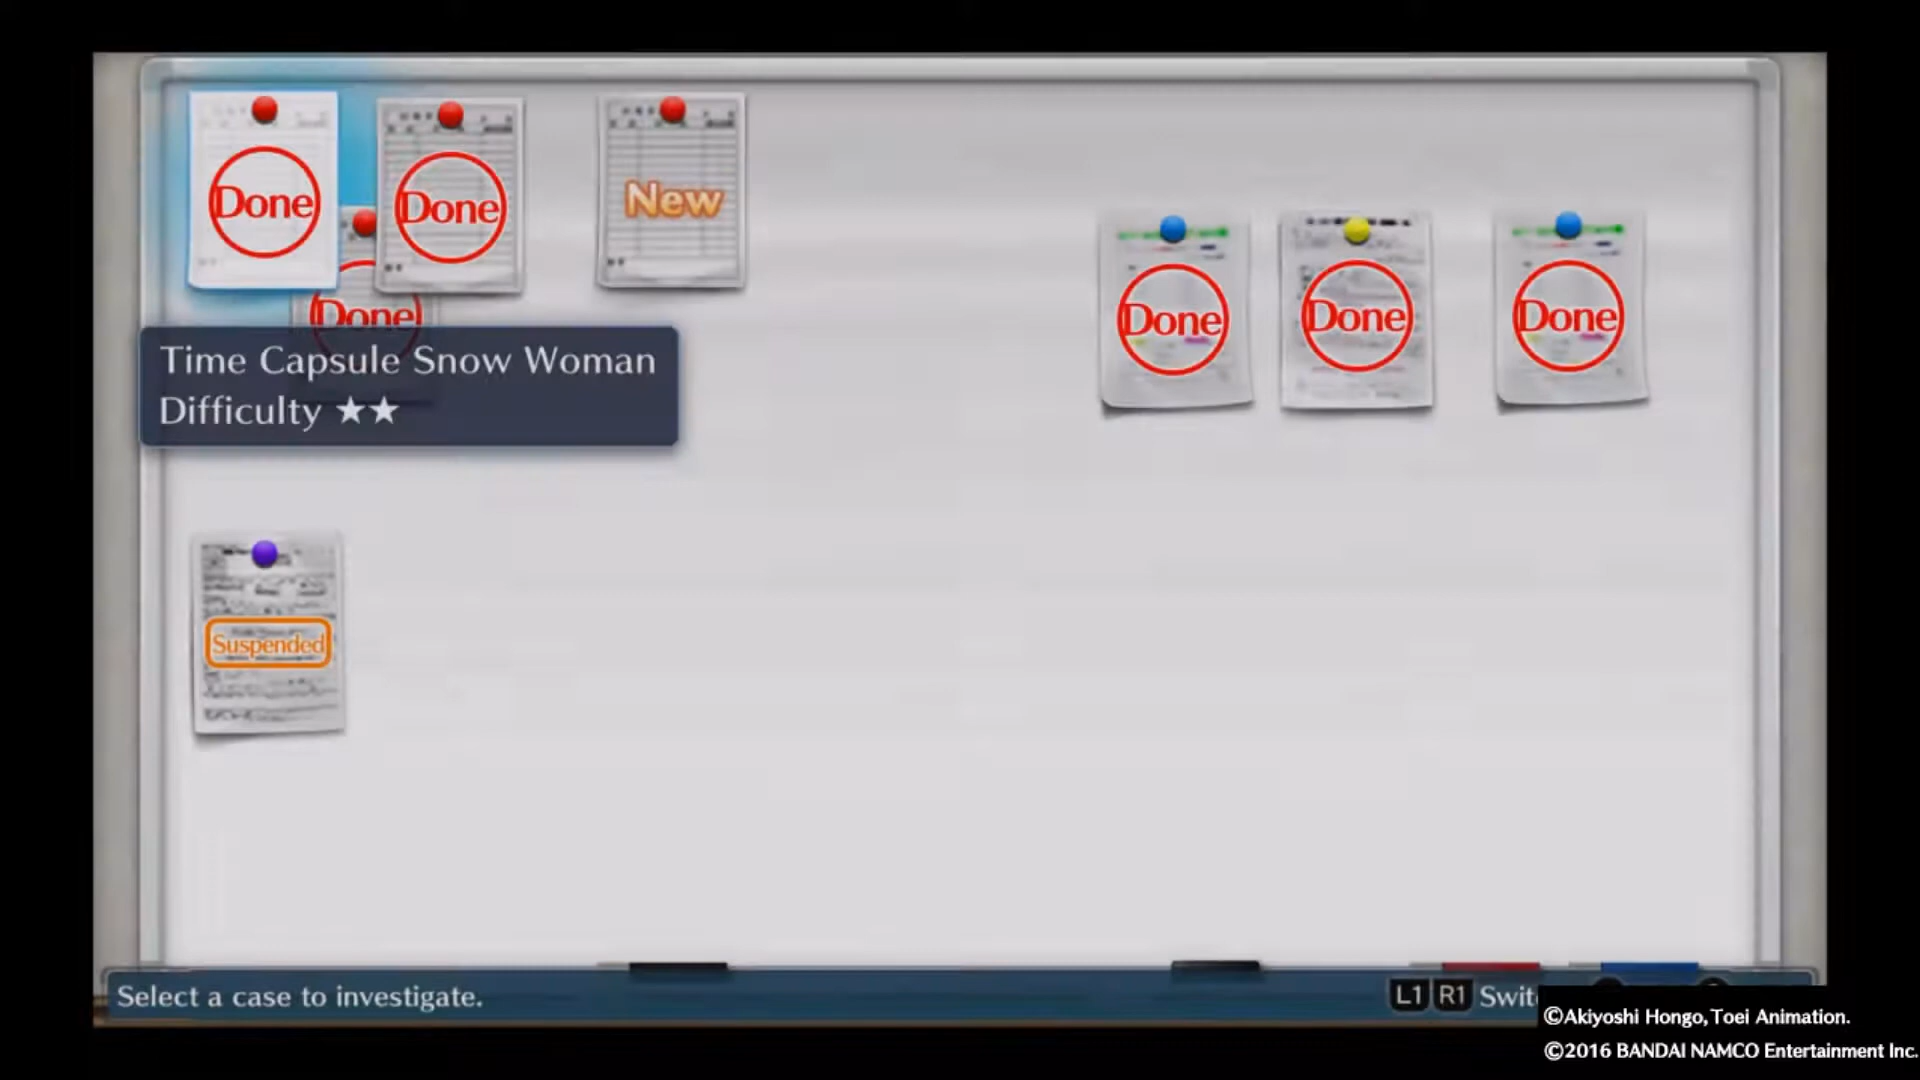 Done
Done
New
Done
Done
Done
Done
Time Capsule Snow Woman
Difficulty ★★
Suspended
Select a case to investigate.
L1 R1 Swit
©Akiyoshi Hongo, Toei Animation.
©2016 BANDAI NAMCO Entertainment Inc.